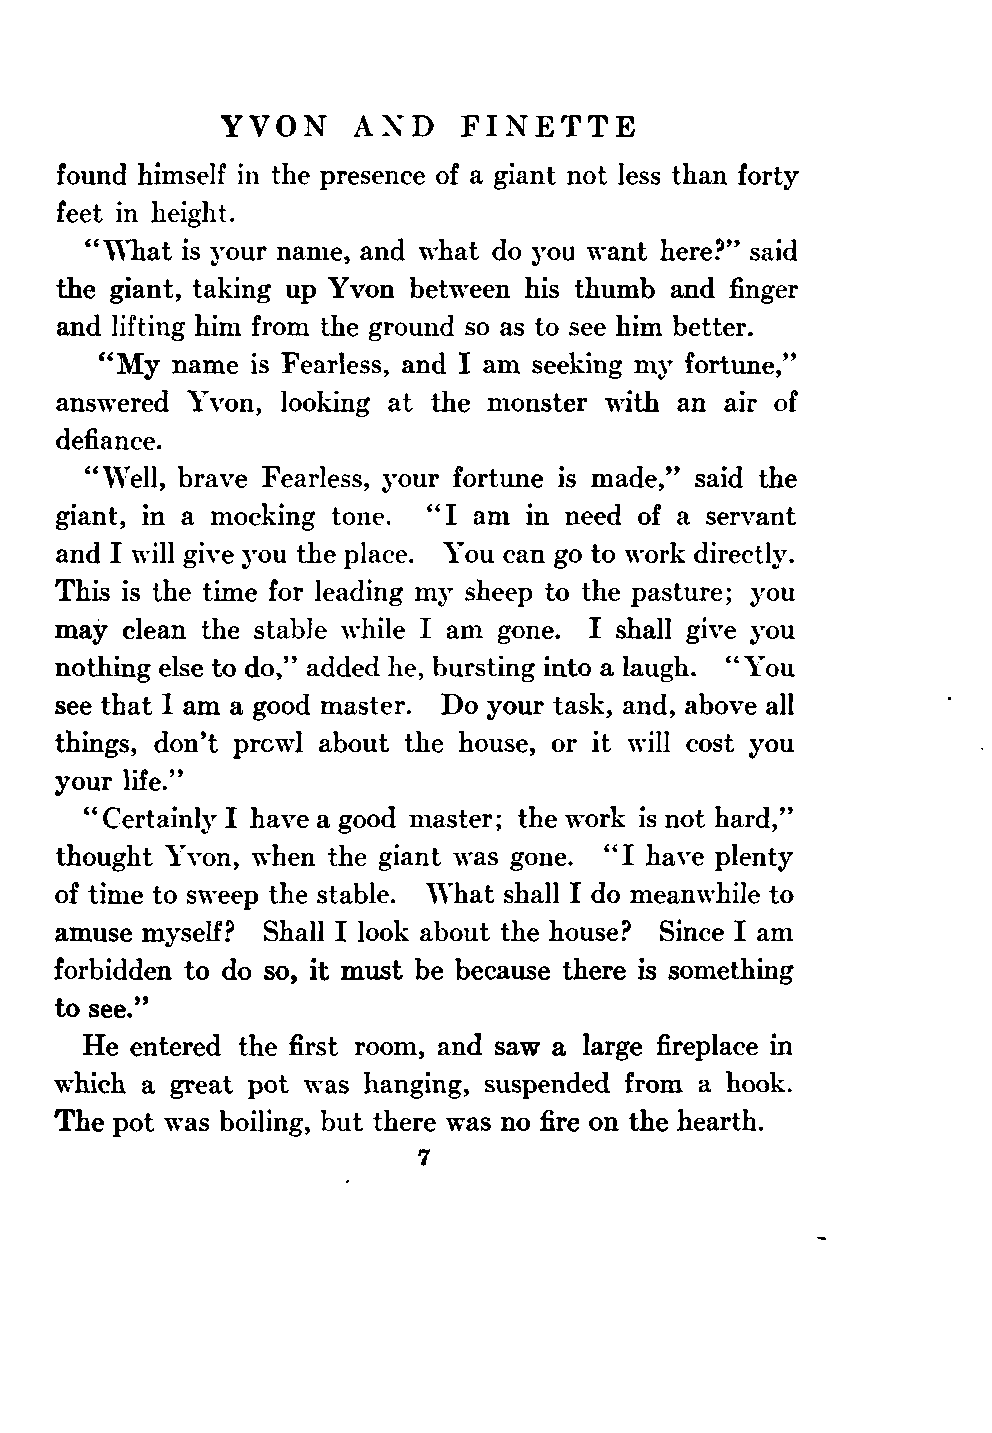 YVON AND FINETTE
found himself in the presence of a giant not less than forty
feet in height.
“What is your name, and what do you want here?” said
the giant, taking up Yvon between his thumb and finger
and lifting him from the ground so as to see him better.
“My name is Fearless, and I am seeking my fortune,”
answered Yvon, looking at the monster with an air of
defiance.
“Well, brave Fearless, your fortune is made,” said the
giant, in a mocking tone. “I am in need of a servant
and I will give you the place. You can go to work directly.
This is the time for leading my sheep to the pasture; you
may clean the stable while I am gone. I shall give you
nothing else to do,” added he, bursting into a laugh. “You
see that I am a good master. Do your task, and, above all
things, don’t prowl about the house, or it will cost you
your life.”
“Certainly I have a good master; the work is not hard,”
thought Yvon, when the giant was gone. “I have plenty
of time to sweep the stable. What shall I do meanwhile to
amuse myself? Shall I look about the house? Since I am
forbidden to do so, it must be because there is something
to see.”
He entered the first room, and saw a large fireplace in
which a great pot was hanging, suspended from a hook.
The pot was boiling, but there was no fire on the hearth.
7